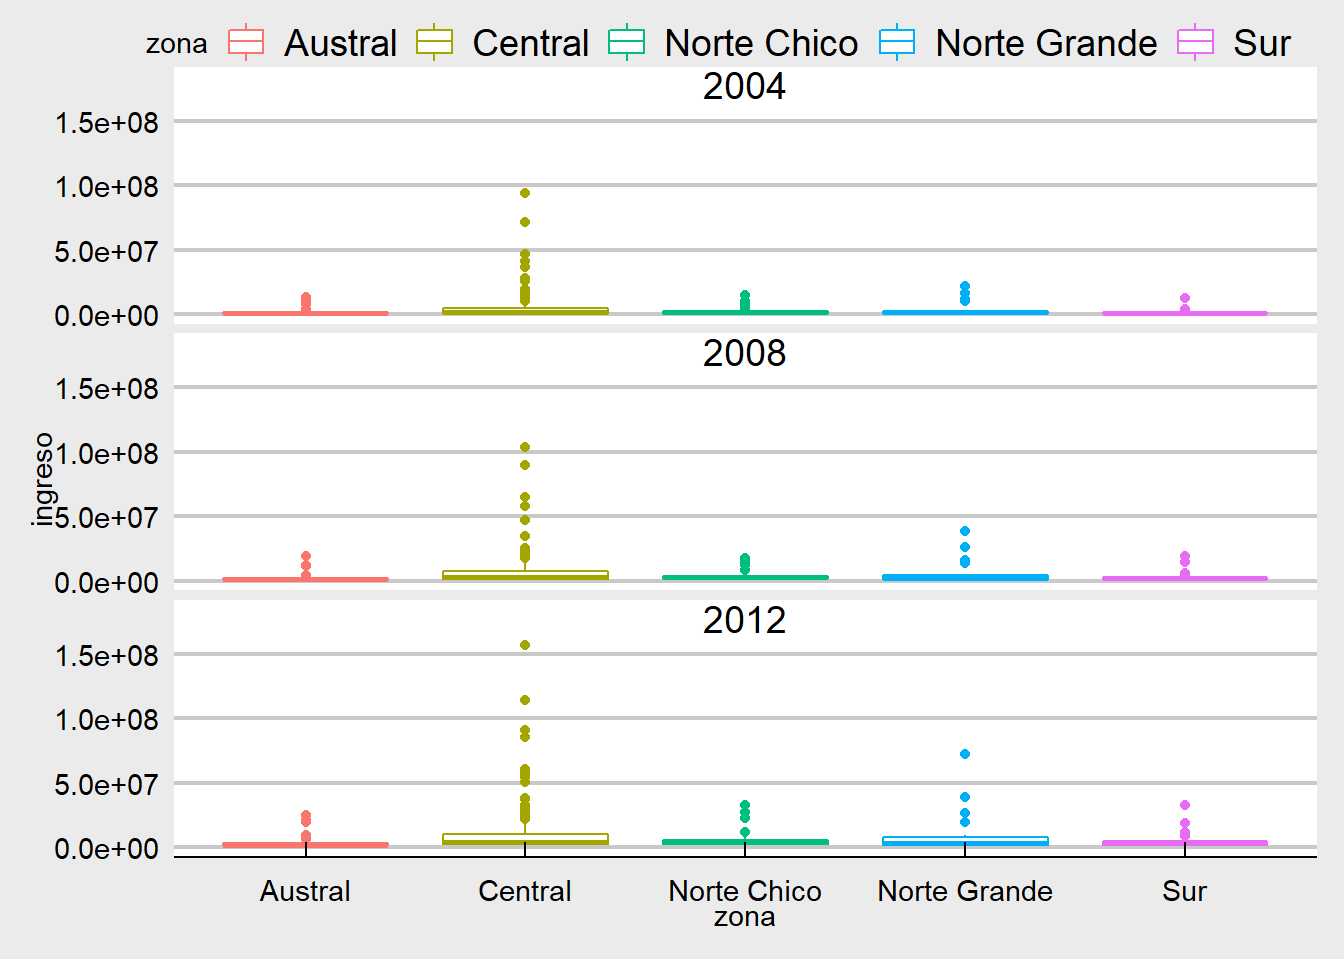 zona Austral Central Norte Chico Norte Grande Sur
2004
1.5e+08
1.0e+08
5.0e+07
0.0e+00
2008
1.5e+08
1.0e+08
5.0e+07
0.0e+00
ingreso
2012
1.5e+08
1.0e+08
5.0e+07
0.0e+00
Austral Central Norte Chico Norte Grande Sur
zona